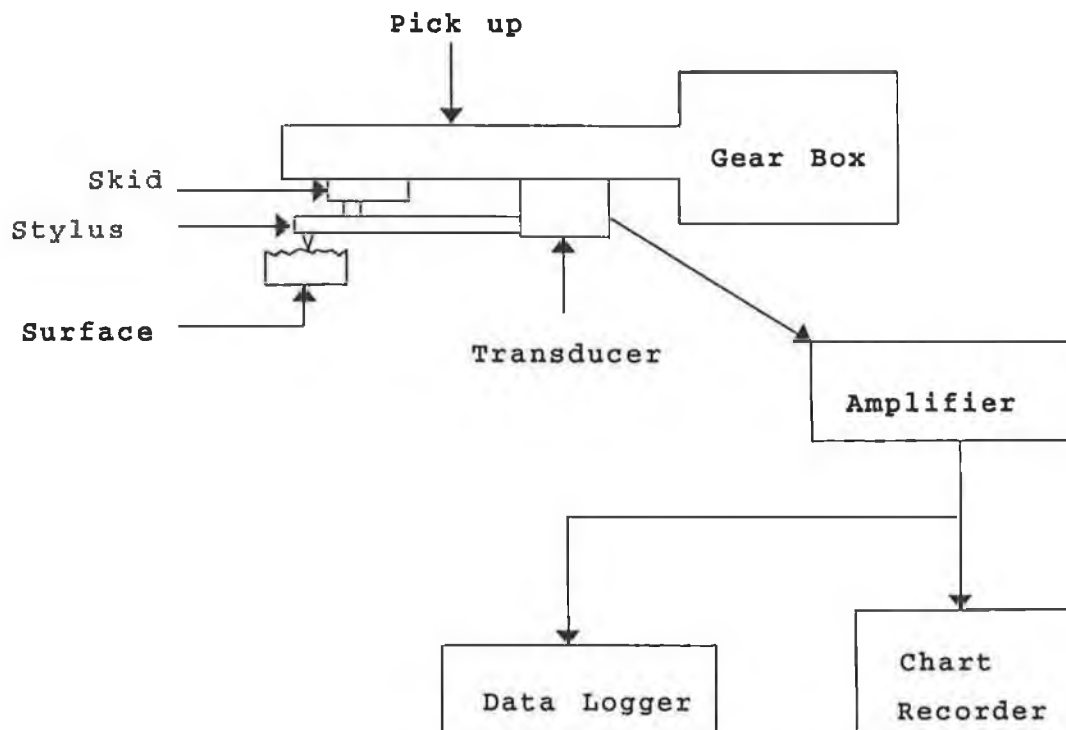 Pick up
Gear Box
Skid
Stylus
Surface
Transducer
Amplifier
Data Logger
Chart
Recorder